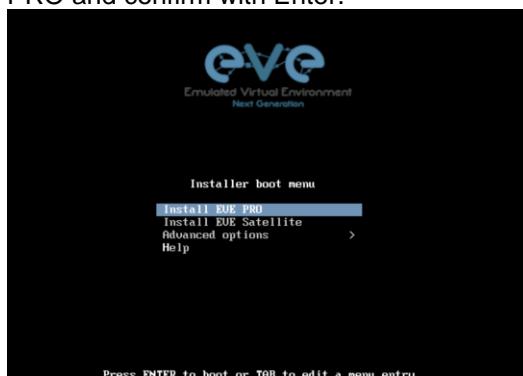 PRO and confirm with Enter.
eve
Emulated Virtual Environment
Next Generation
Installer boot menu
Install EVE PRO
Install EVE Satellite
Advanced options >
Help
Press ENTER to boot or TAB to edit a menu entry